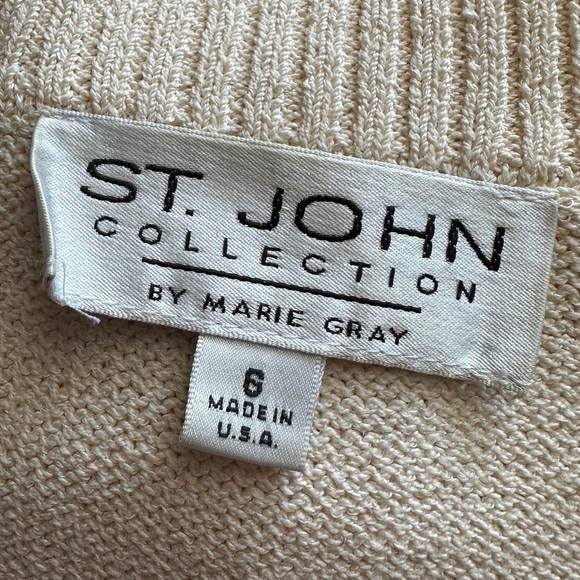 ST. JOHN
COLLECTION
BY MARIE GRAY
6
MADE IN
U.S.A.